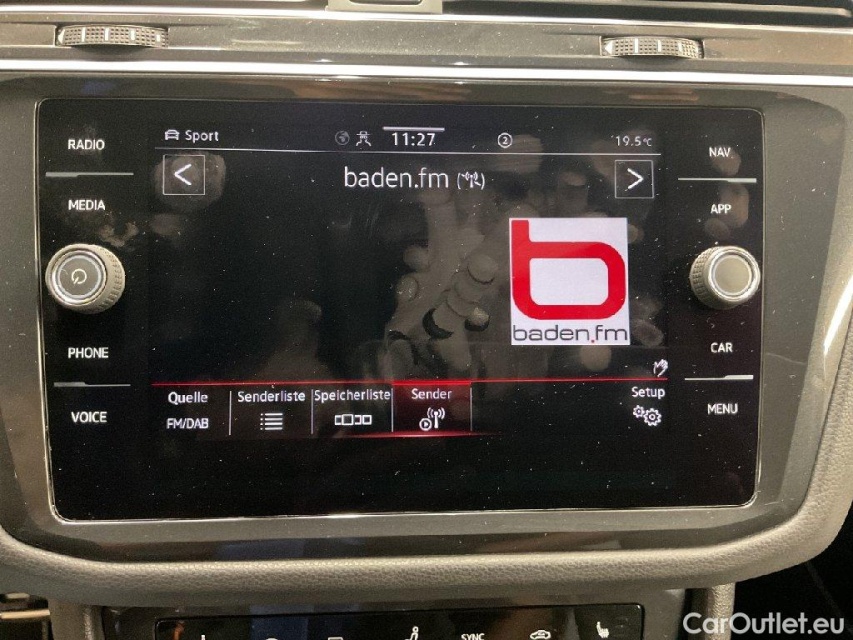 RADIO
Sport
11:27
2
19.5°C
NAV
MEDIA
< baden.fm >
APP
b
baden.fm
PHONE
CAR
VOICE
Quelle
FM/DAB
Senderliste
Speicherliste
Sender
Setup
MENU
SYNC
CarOutlet.eu